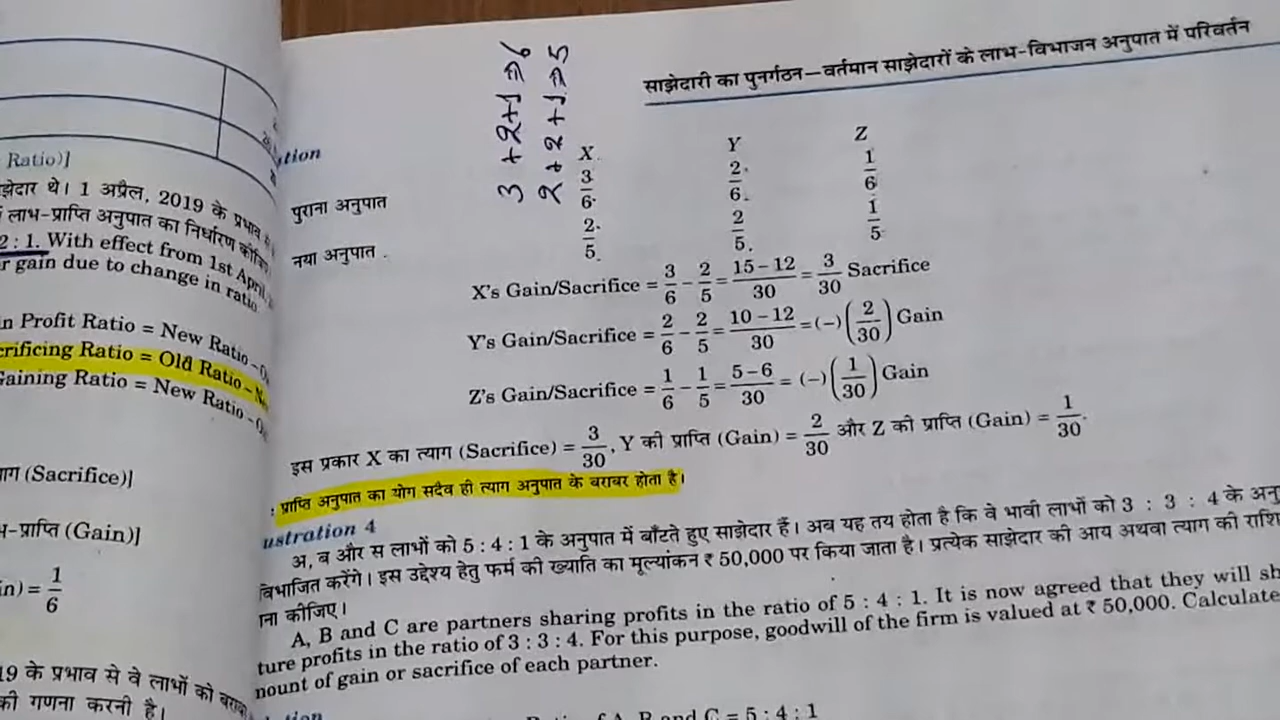 Ratio)]
झेदार थे। 1 अप्रैल, 2019 के प्रभाव
लाभ-प्राप्ति अनुपात का निर्धारण
2 : 1. With effect from 1st April,
r gain due to change in ratio
n Profit Ratio = New Ratio -
crificing Ratio = Old Ratio -
Gaining Ratio = New Ratio -
(Sacrifice)]
-प्राप्ति (Gain)]
in) = 1/6
19 के प्रभाव से वे लाभों को
की गणना करनी है।
3 + 2 + 1 ⇒ 6
2 + 2 + 1 ⇒ 5
साझेदारी का पुनर्गठन—वर्तमान साझेदारों के लाभ-विभाजन अनुपात में परिवर्तन
tion
X Y Z
पुराना अनुपात 3/6 2/6 1/6
नया अनुपात 2/5 2/5 1/5
X's Gain/Sacrifice = 3/6 - 2/5 = 15 - 12/30 = 3/30 Sacrifice
Y's Gain/Sacrifice = 2/6 - 2/5 = 10 - 12/30 = (-) (2/30) Gain
Z's Gain/Sacrifice = 1/6 - 1/5 = 5 - 6/30 = (-) (1/30) Gain
इस प्रकार X का त्याग (Sacrifice) = 3/30, Y की प्राप्ति (Gain) = 2/30 और Z की प्राप्ति (Gain) = 1/30.
: प्राप्ति अनुपात का योग सदैव ही त्याग अनुपात के बराबर होता है।
ustration 4
अ, ब और स लाभों को 5 : 4 : 1 के अनुपात में बाँटते हुए साझेदार हैं। अब यह तय होता है कि वे भावी लाभों को 3 : 3 : 4 के अनु
विभाजित करेंगे। इस उद्देश्य हेतु फर्म की ख्याति का मूल्यांकन ₹ 50,000 पर किया जाता है। प्रत्येक साझेदार की आय अथवा त्याग की राशि
ना कीजिए।
A, B and C are partners sharing profits in the ratio of 5 : 4 : 1. It is now agreed that they will sh
ture profits in the ratio of 3 : 3 : 4. For this purpose, goodwill of the firm is valued at ₹ 50,000. Calculate
nount of gain or sacrifice of each partner.
A, B and C = 5 : 4 : 1